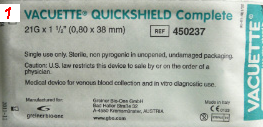 1
VACUETTE® QUICKSHIELD Complete
21G x 1 ½" (0,80 x 38 mm)
REF 450237
Single use only, Sterile, non pyrogenic in unopened, undamaged packaging.
Caution: U.S. law restricts this device to sale by or on the order of a physician.
Medical device for venous blood collection and in vitro diagnostic use.
Manufactured for:
greiner bio-one
Greiner Bio-One GmbH
Bad Haller Straße 32
A-4550 Kremsmünster, AUSTRIA
www.gbo.com
Made in Italy
VACUETTE®